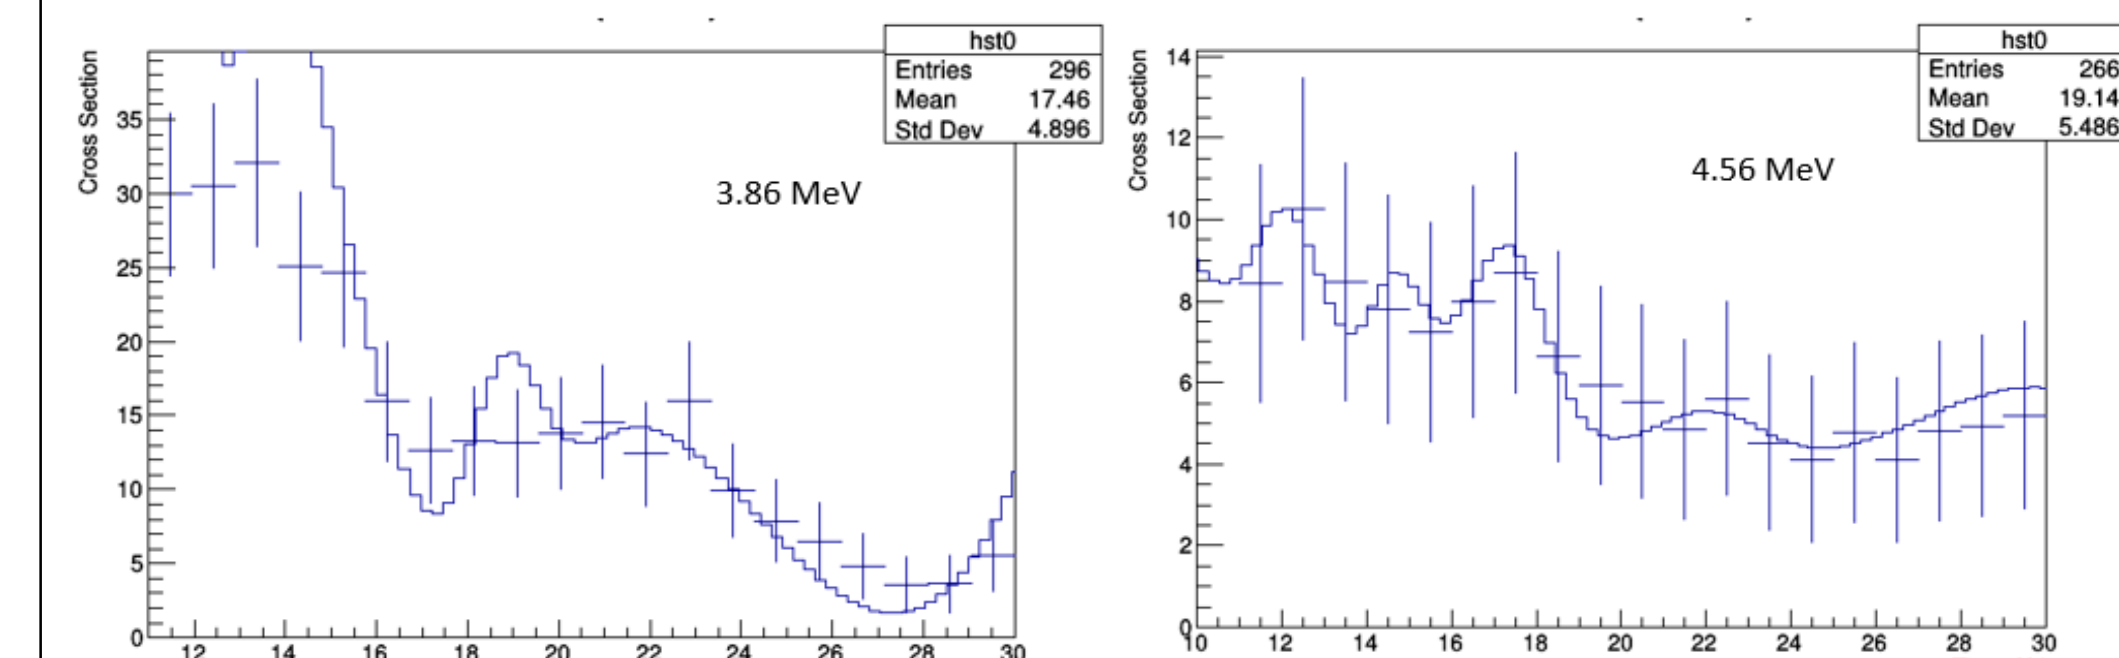 hst0
Entries 296
Mean 17.46
Std Dev 4.896
Cross Section
3.86 MeV
35
30
25
20
15
10
5
0
12 14 16 18 20 22 24 26 28 30
hst0
Entries 266
Mean 19.14
Std Dev 5.486
Cross Section
4.56 MeV
14
12
10
8
6
4
2
0
10 12 14 16 18 20 22 24 26 28 30